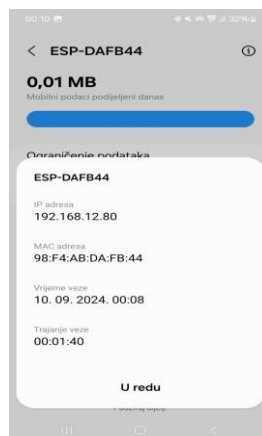 00:10
32%
ESP-DAFB44
0,01 MB
Mobilni podaci podijeljeni danas
Ograničenje podataka
ESP-DAFB44
IP adresa
192.168.12.80
MAC adresa
98:F4:AB:DA:FB:44
Vrijeme veze
10. 09. 2024. 00:08
Trajanje veze
00:01:40
U redu